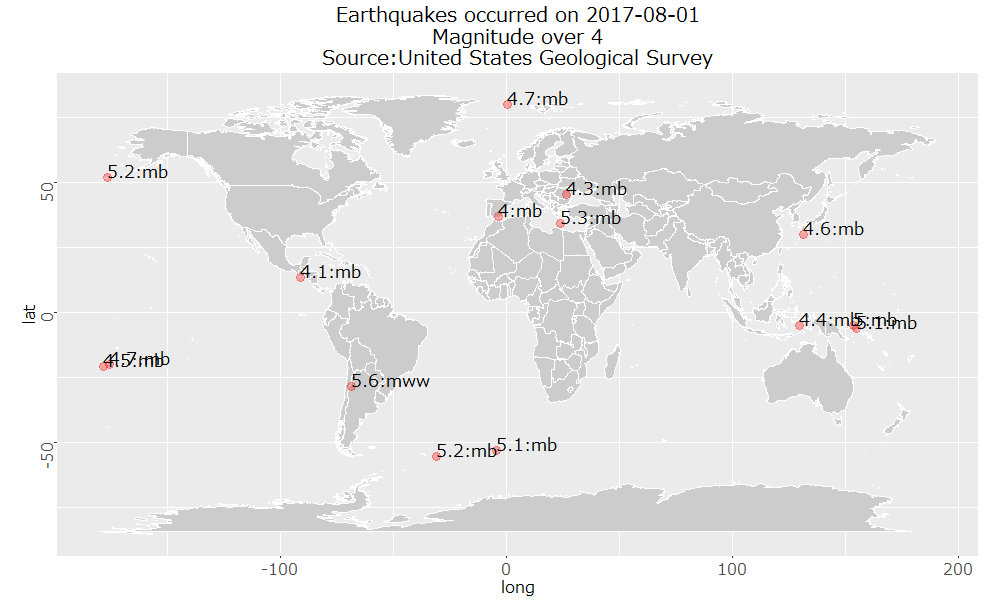 Earthquakes occurred on 2017-08-01
Magnitude over 4
Source:United States Geological Survey
4.7:mb
5.2:mb
4.3:mb
4:mb
5.3:mb
4.6:mb
4.1:mb
4.4:mb
5:mb
5.1:mb
4.7:mb
4.5:mb
5.6:mww
5.2:mb
5.1:mb
lat
50
0
-50
-100
0
100
200
long